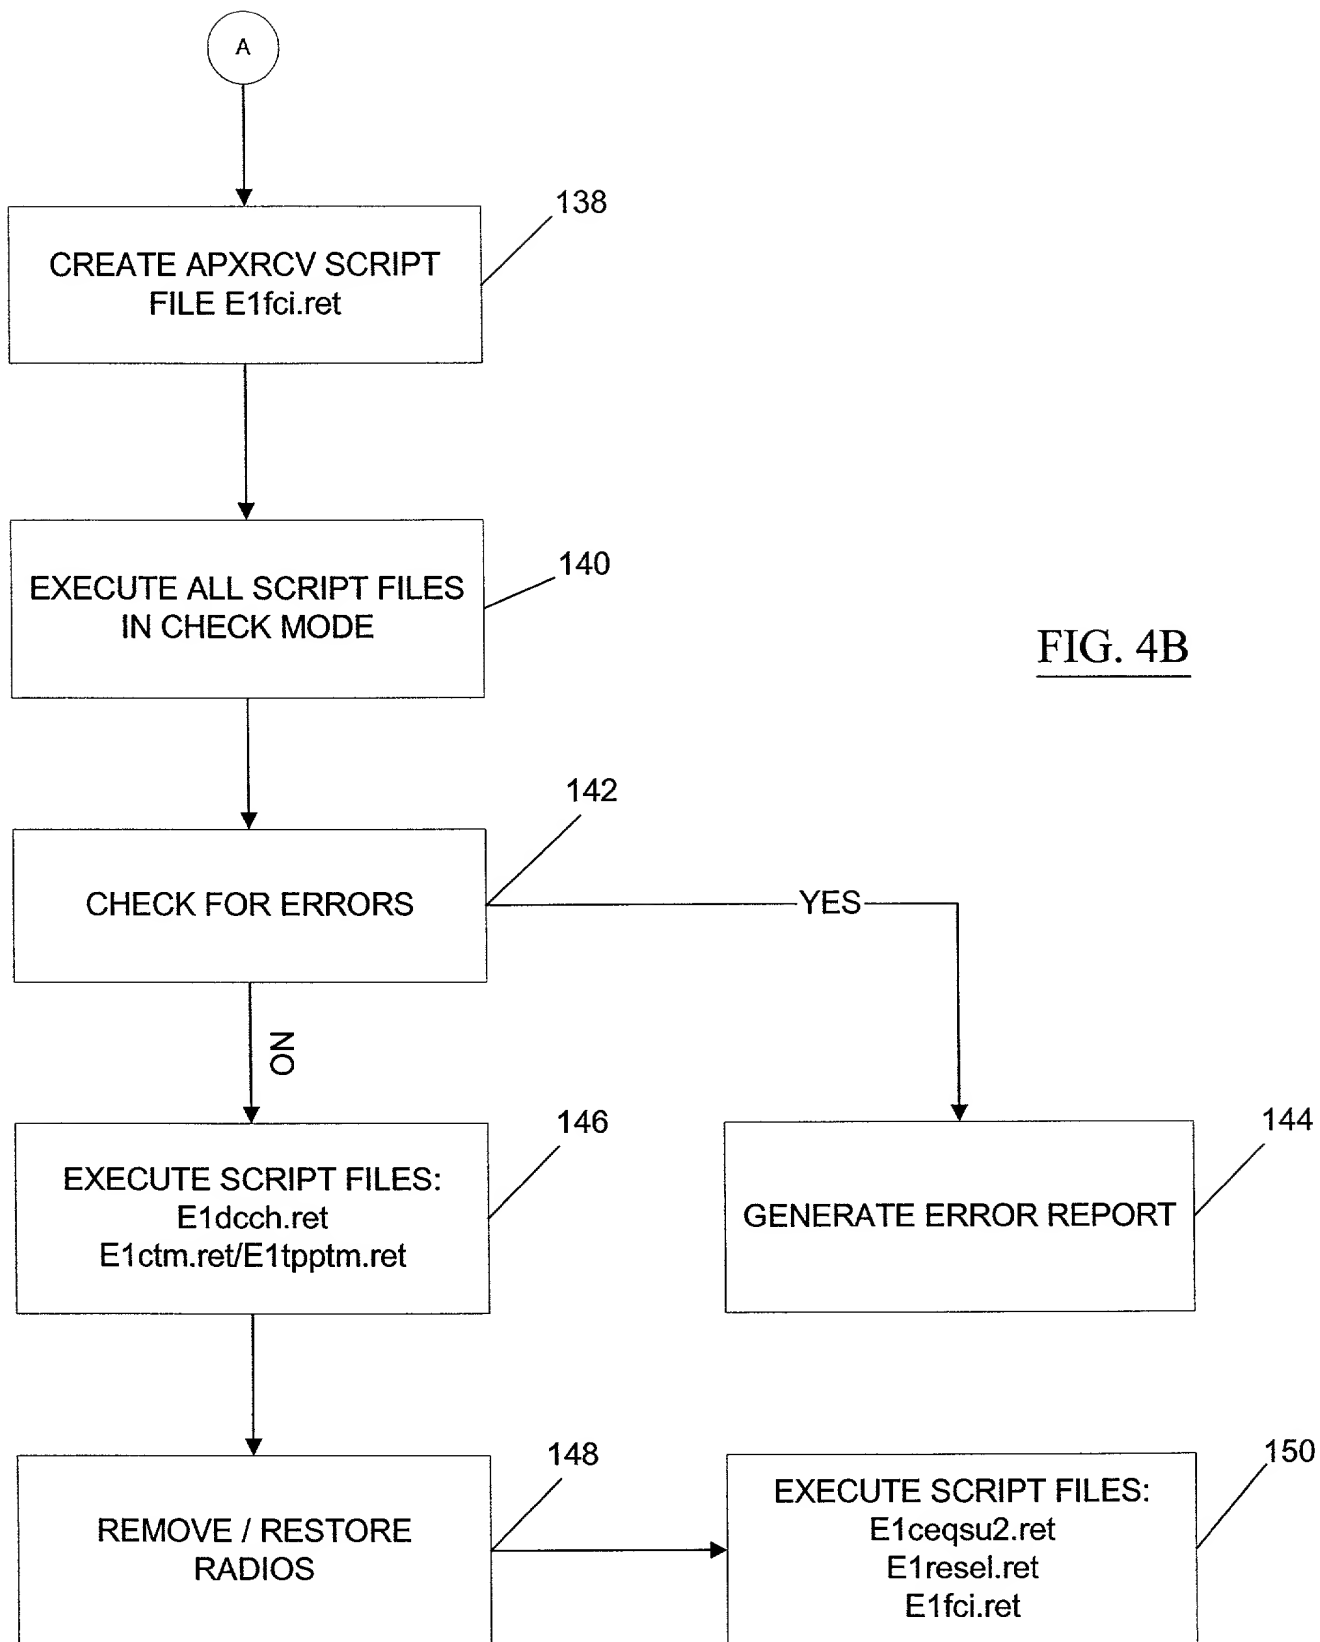 A
138
CREATE APXRCV SCRIPT
FILE E1fci.ret
140
EXECUTE ALL SCRIPT FILES
IN CHECK MODE
FIG. 4B
142
CHECK FOR ERRORS
YES
NO
146
EXECUTE SCRIPT FILES:
E1dcch.ret
E1ctm.ret/E1tpptm.ret
144
GENERATE ERROR REPORT
148
REMOVE / RESTORE
RADIOS
150
EXECUTE SCRIPT FILES:
E1ceqsu2.ret
E1resel.ret
E1fci.ret